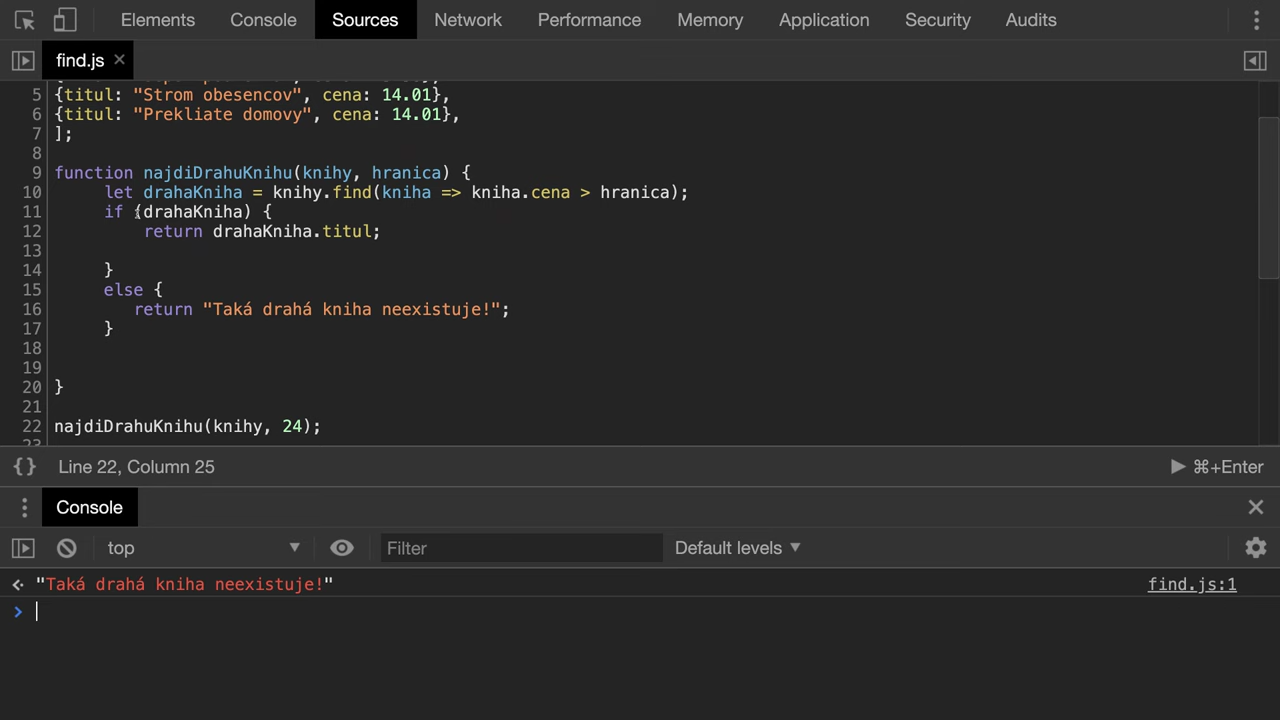 Elements Console Sources Network Performance Memory Application Security Audits
find.js ×
5 {titul: "Strom obesencov", cena: 14.01},
6 {titul: "Prekliate domovy", cena: 14.01},
7 ];
8
9 function najdiDrahuKnihu(knihy, hranica) {
10 let drahaKniha = knihy.find(kniha => kniha.cena > hranica);
11 if (drahaKniha) {
12 return drahaKniha.titul;
13
14 }
15 else {
16 return "Taká drahá kniha neexistuje!";
17 }
18
19
20 }
21
22 najdiDrahuKnihu(knihy, 24);
23
{} Line 22, Column 25 ⌘+Enter
Console
top Filter Default levels
"Taká drahá kniha neexistuje!" find.js:1
>